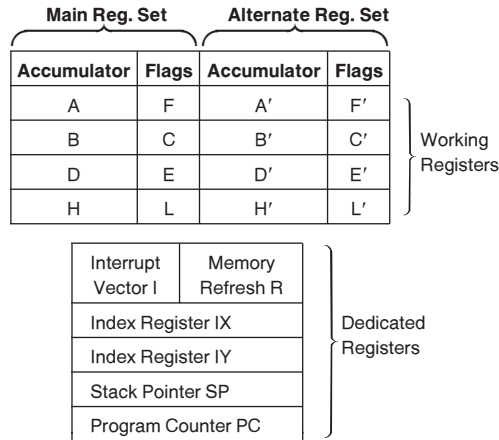 Main Reg. Set Alternate Reg. Set
Accumulator Flags Accumulator Flags
A F A′ F′
B C B′ C′
D E D′ E′
H L H′ L′
Working
Registers
Interrupt Memory
Vector I Refresh R
Index Register IX
Index Register IY
Stack Pointer SP
Program Counter PC
Dedicated
Registers